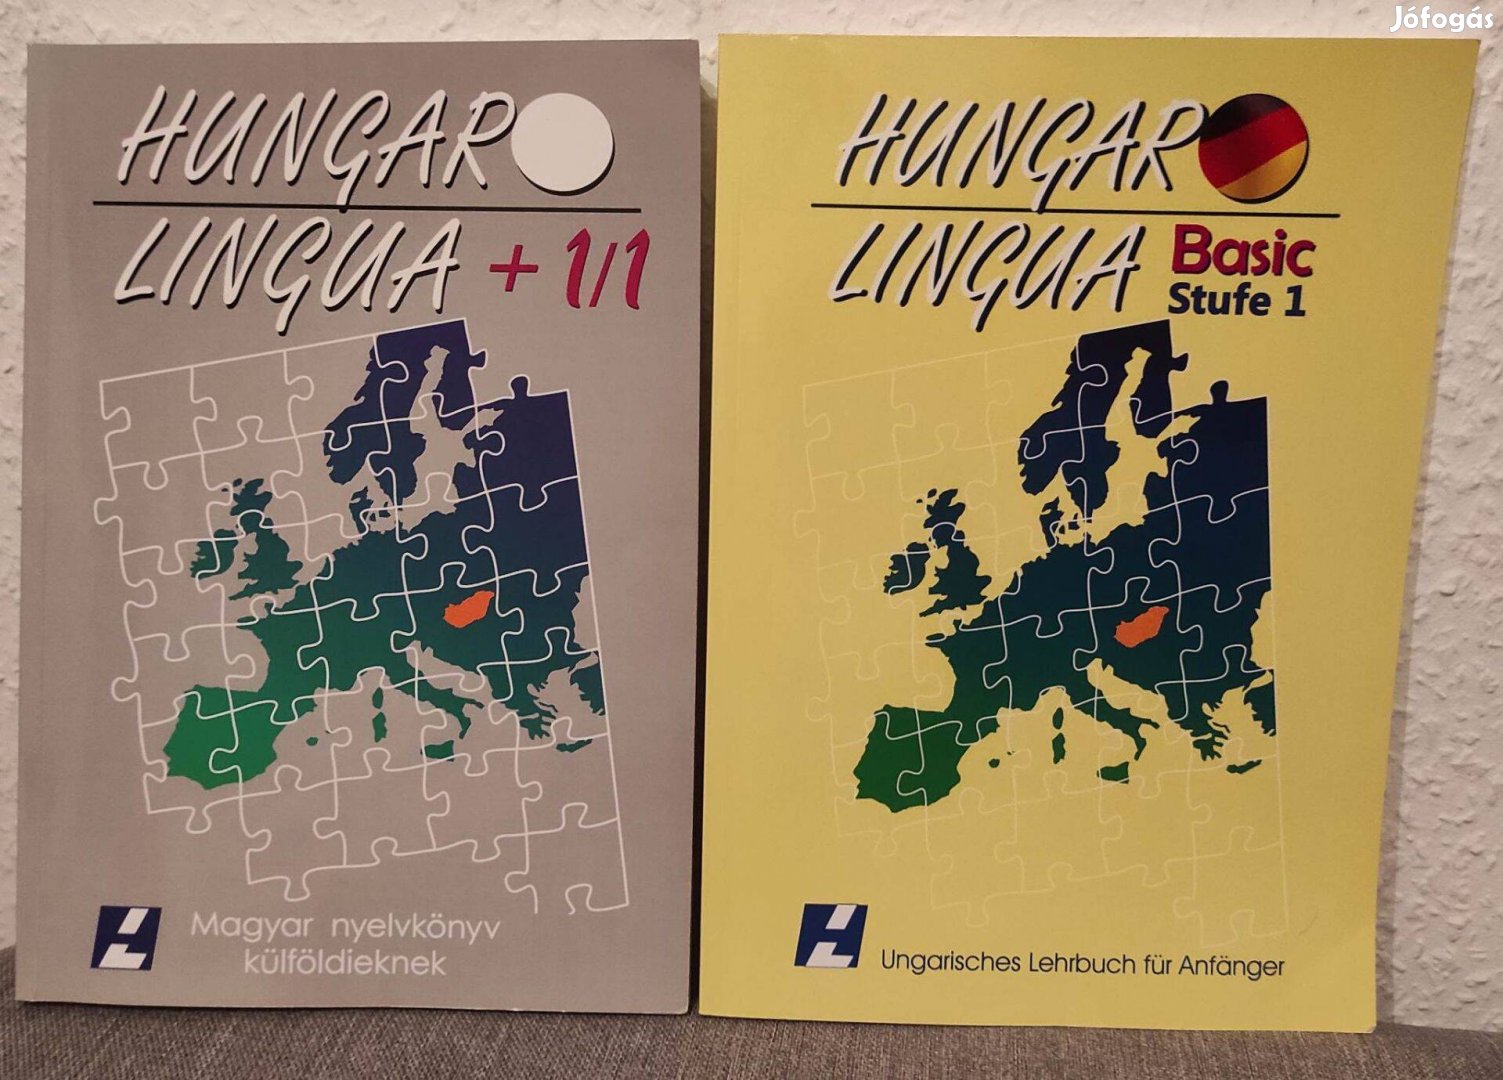 Jófogás
HUNGARO
LINGUA + 1/1
Magyar nyelvkönyv
külföldieknek
HUNGARO
LINGUA Basic
Stufe 1
Ungarisches Lehrbuch für Anfänger